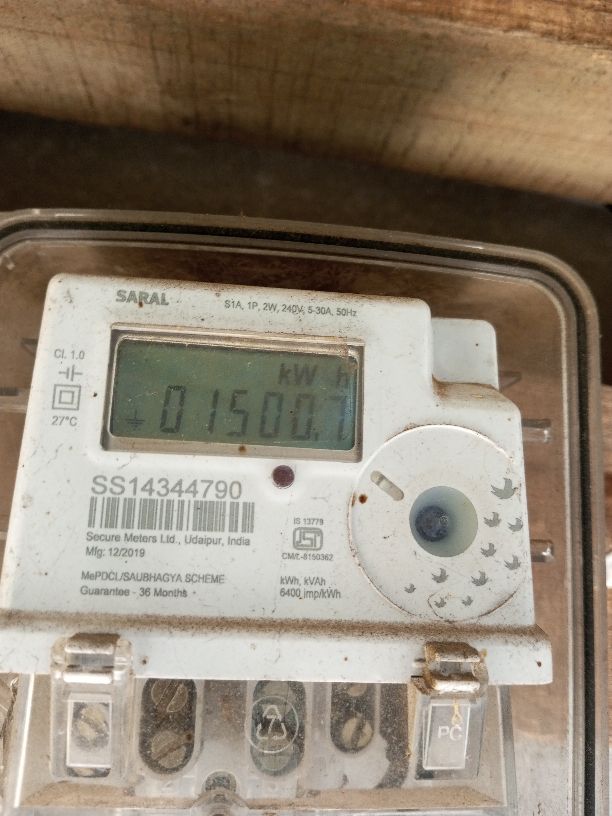 SARAL
S1A, 1P, 2W, 240V, 5-30A, 50Hz
Cl. 1.0
27°C
kW h
01500.7
SS14344790
Secure Meters Ltd., Udaipur, India
Mfg: 12/2019
IS 13779
CM/L-8150362
MePDCL/SAUBHAGYA SCHEME
Guarantee - 36 Months
kWh, kVAh
6400 imp/kWh
PC